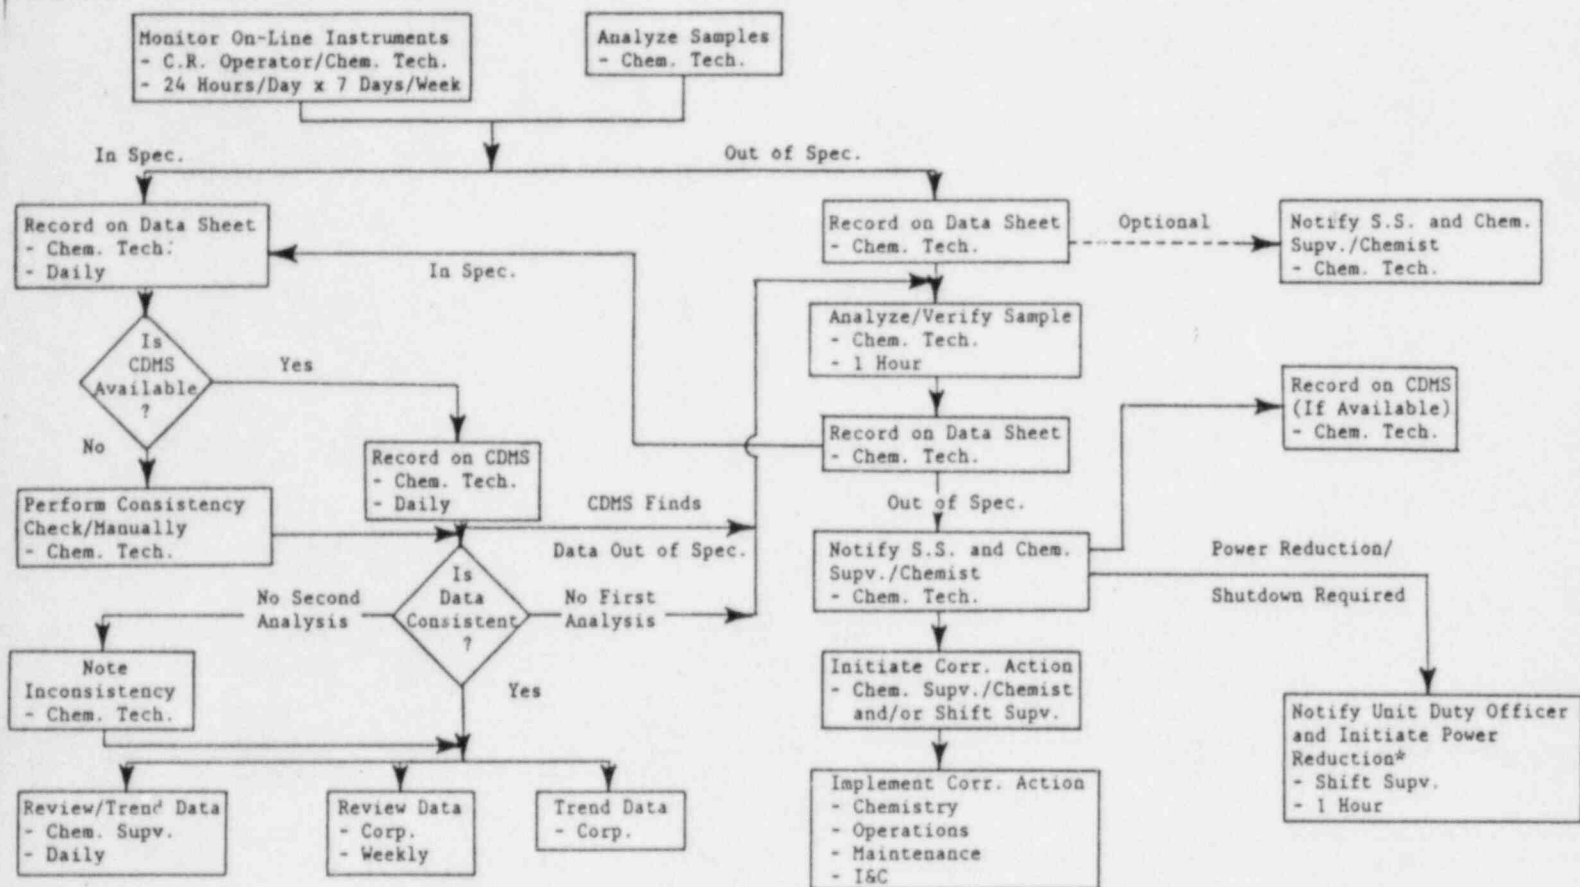 Monitor On-Line Instruments
- C.R. Operator/Chem. Tech.
- 24 Hours/Day x 7 Days/Week
Analyze Samples
- Chem. Tech.
In Spec.
Out of Spec.
Record on Data Sheet
- Chem. Tech.
- Daily
Record on Data Sheet
- Chem. Tech.
Optional
Notify S.S. and Chem.
Supv./Chemist
- Chem. Tech.
In Spec.
Analyze/Verify Sample
- Chem. Tech.
- 1 Hour
Is
CDMS
Available
?
Yes
No
Record on CDMS
(If Available)
- Chem. Tech.
Record on Data Sheet
- Chem. Tech.
Record on CDMS
- Chem. Tech.
- Daily
Perform Consistency
Check/Manually
- Chem. Tech.
CDMS Finds
Data Out of Spec.
Out of Spec.
Notify S.S. and Chem.
Supv./Chemist
- Chem. Tech.
Power Reduction/
Shutdown Required
Is
Data
Consistent
?
No Second
Analysis
No First
Analysis
Yes
Note
Inconsistency
- Chem. Tech.
Initiate Corr. Action
- Chem. Supv./Chemist
and/or Shift Supv.
Notify Unit Duty Officer
and Initiate Power
Reduction*
- Shift Supv.
- 1 Hour
Review/Trend Data
- Chem. Supv.
- Daily
Review Data
- Corp.
- Weekly
Trend Data
- Corp.
Implement Corr. Action
- Chemistry
- Operations
- Maintenance
- I&C